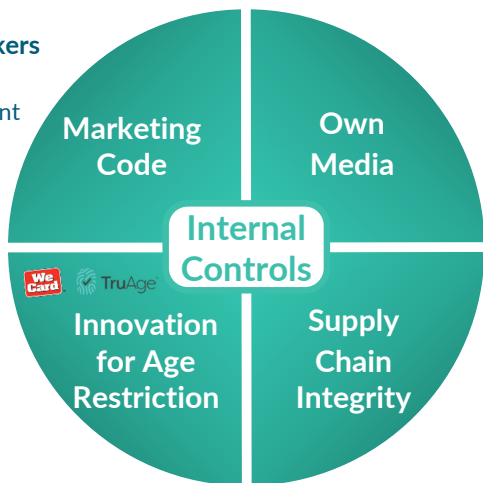 kers
nt
Marketing
Code
Own
Media
Internal
Controls
We
Card
TruAge
Innovation
for Age
Restriction
Supply
Chain
Integrity